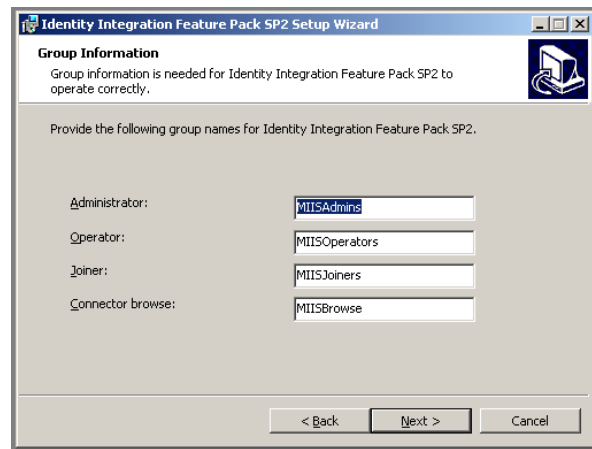 Identity Integration Feature Pack SP2 Setup Wizard
Group Information
Group information is needed for Identity Integration Feature Pack SP2 to
operate correctly.
Provide the following group names for Identity Integration Feature Pack SP2.
Administrator: MIISAdmins
Operator: MIISOperators
Joiner: MIISJoiners
Connector browse: MIISBrowse
< Back Next > Cancel